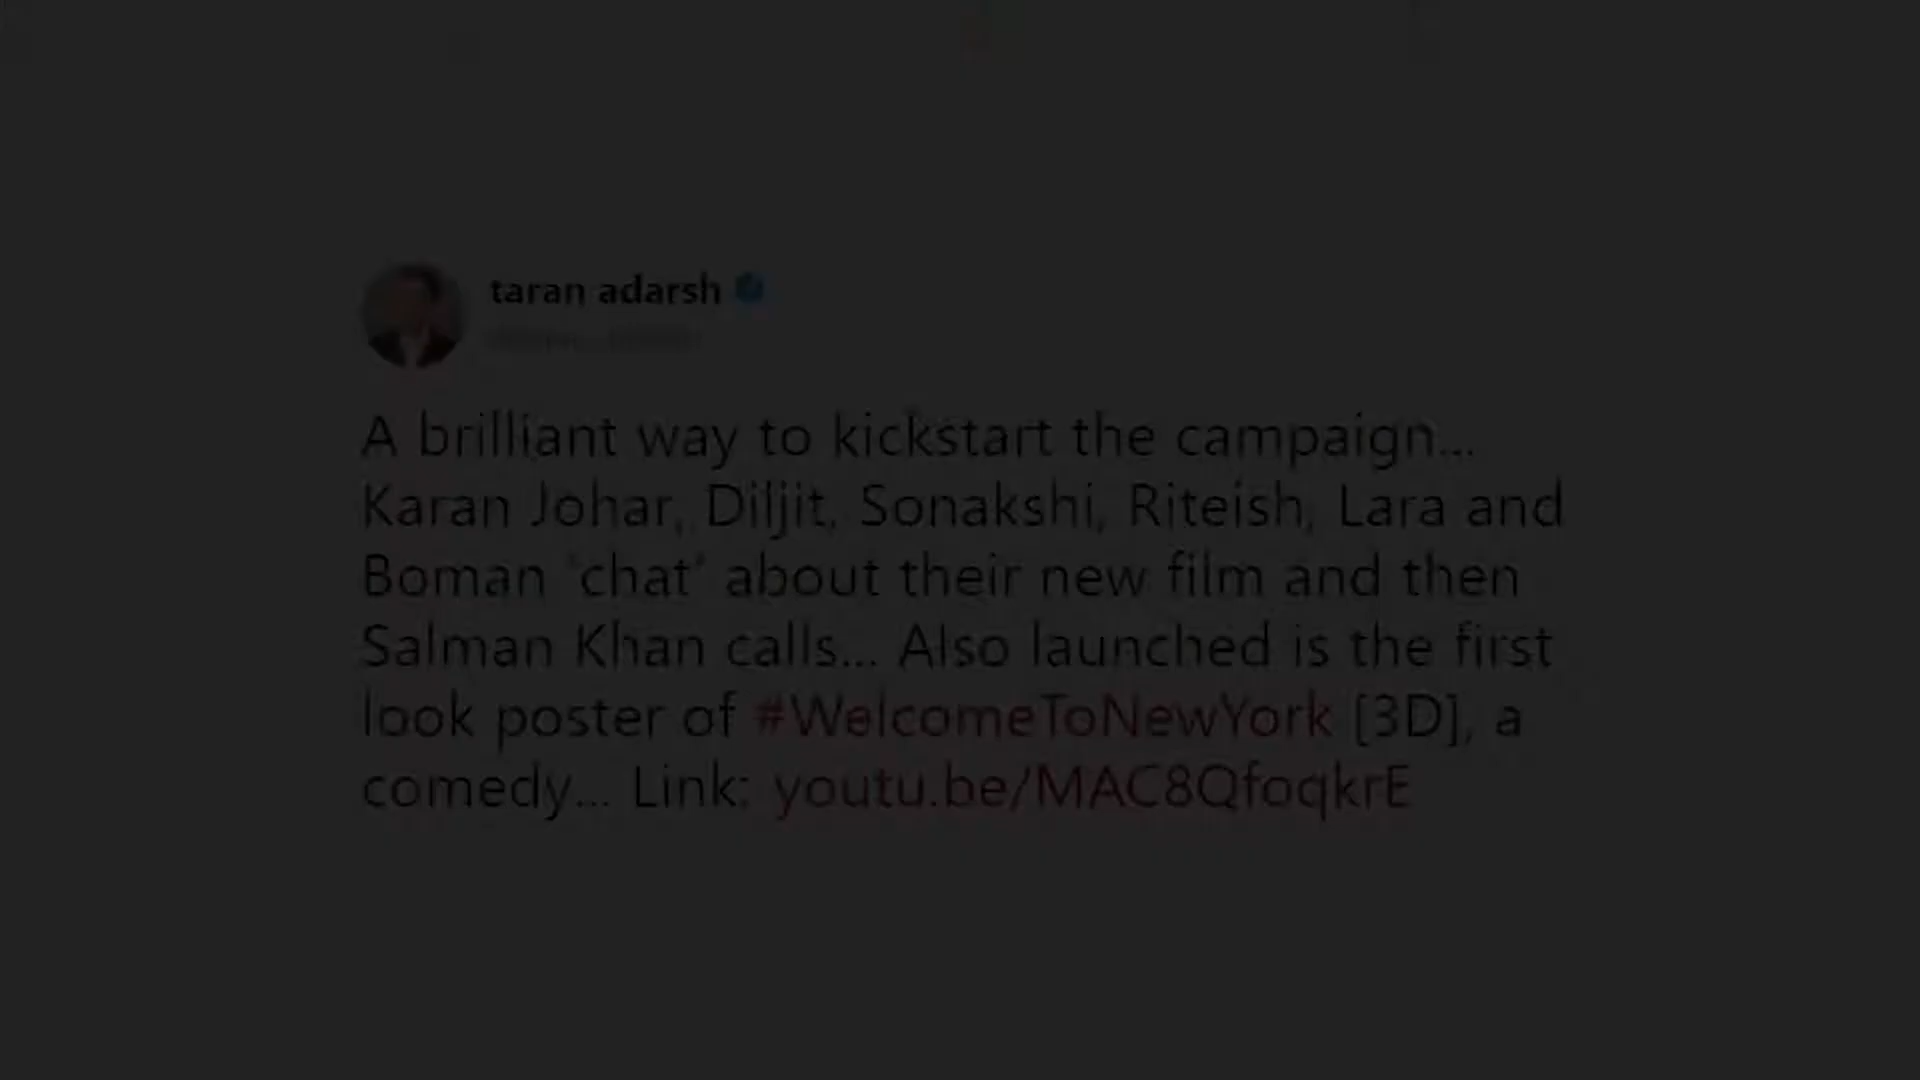 taran adarsh
A brilliant way to kickstart the campaign...
Karan Johar, Diljit, Sonakshi, Riteish, Lara and
Boman 'chat' about their new film and then
Salman Khan calls... Also launched is the first
look poster of #WelcomeToNewYork [3D], a
comedy... Link: youtu.be/MAC8QfoqkrE